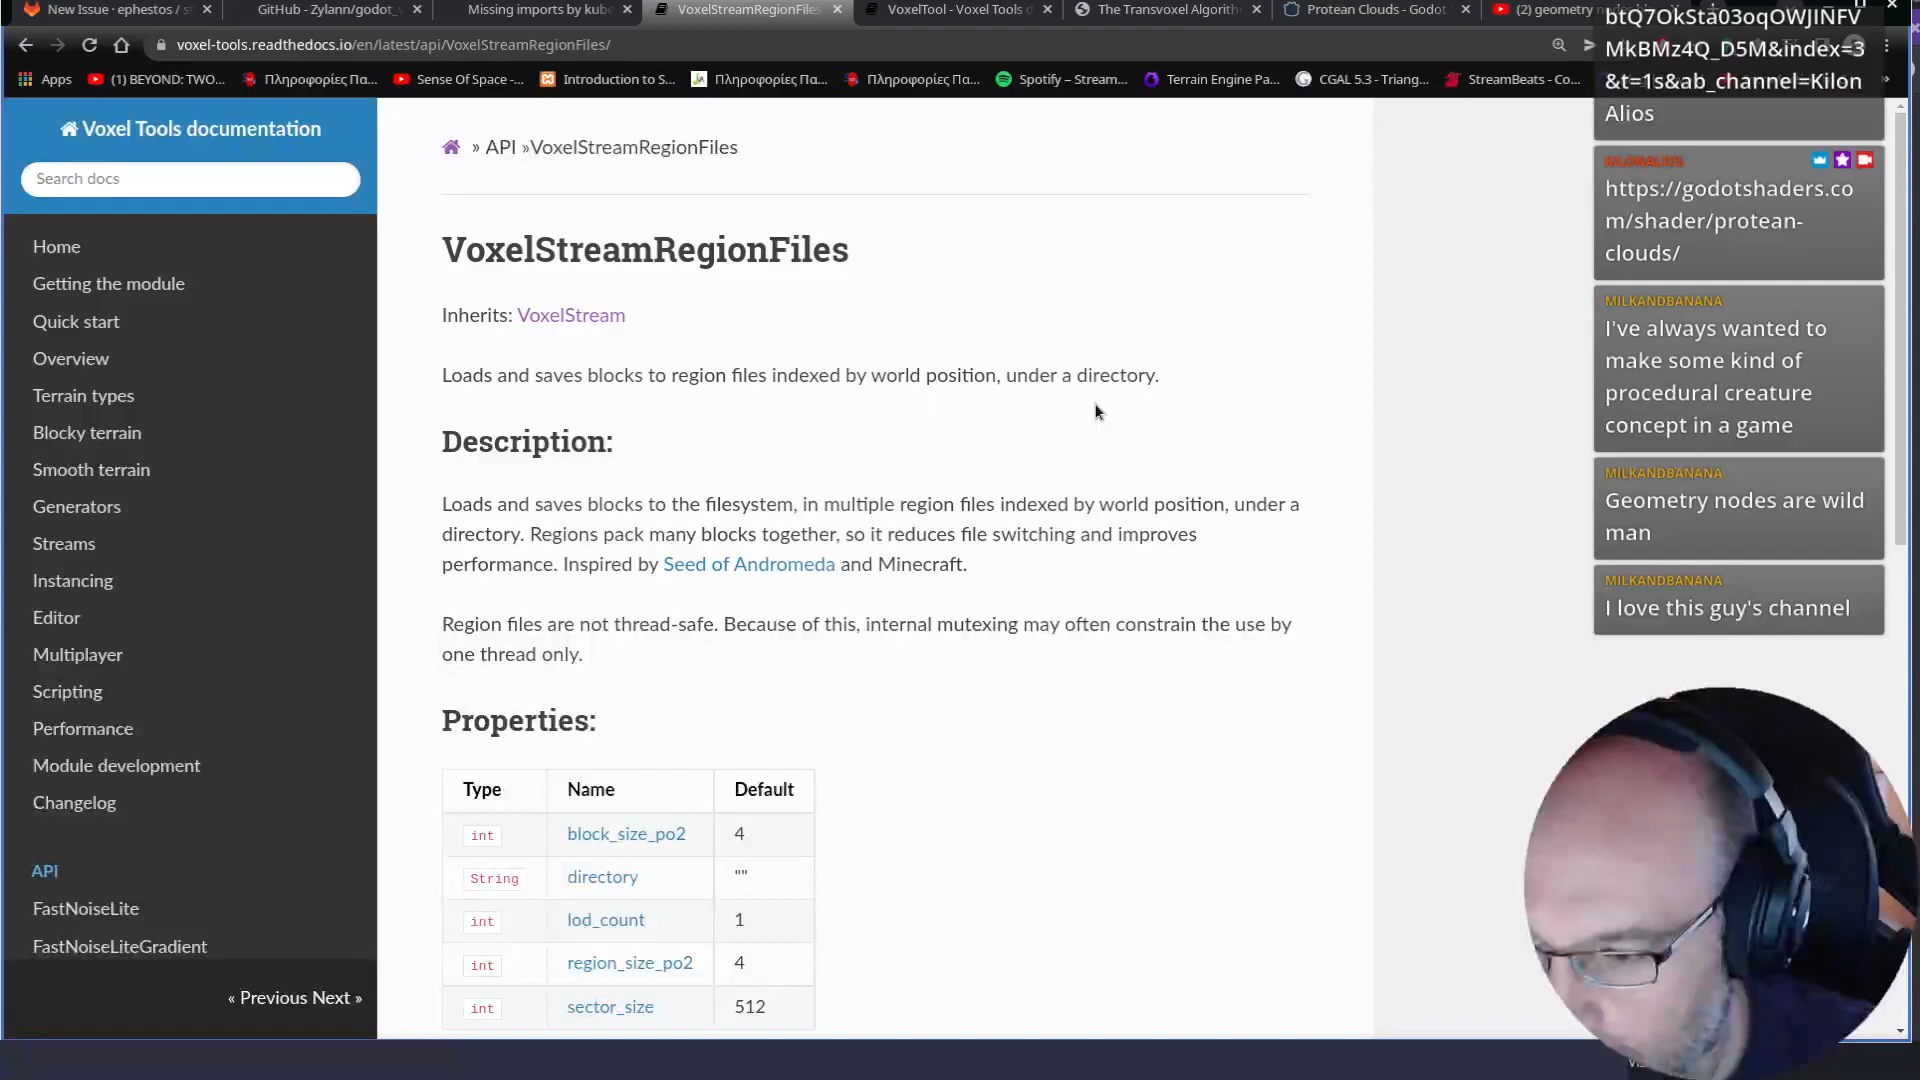 New Issue · ephestos / s
GitHub - Zylann/godot_
Missing imports by kube
VoxelStreamRegionFiles
VoxelTool - Voxel Tools d
The Transvoxel Algorith
Protean Clouds - Godot
(2) geometry no
voxel-tools.readthedocs.io/en/latest/api/VoxelStreamRegionFiles/
Apps
(1) BEYOND: TWO...
Πληροφορίες Πα...
Sense Of Space -...
Introduction to S...
Πληροφορίες Πα...
Πληροφορίες Πα...
Spotify – Stream...
Terrain Engine Pa...
CGAL 5.3 - Triang...
StreamBeats - Co...
Voxel Tools documentation
Search docs
Home
Getting the module
Quick start
Overview
Terrain types
Blocky terrain
Smooth terrain
Generators
Streams
Instancing
Editor
Multiplayer
Scripting
Performance
Module development
Changelog
API
FastNoiseLite
FastNoiseLiteGradient
« Previous Next »
» API »VoxelStreamRegionFiles
VoxelStreamRegionFiles
Inherits: VoxelStream
Loads and saves blocks to region files indexed by world position, under a directory.
Description:
Loads and saves blocks to the filesystem, in multiple region files indexed by world position, under a
directory. Regions pack many blocks together, so it reduces file switching and improves
performance. Inspired by Seed of Andromeda and Minecraft.
Region files are not thread-safe. Because of this, internal mutexing may often constrain the use by
one thread only.
Properties:
Type Name Default
int block_size_po2 4
String directory ""
int lod_count 1
int region_size_po2 4
int sector_size 512
btQ7OkSta03oqOWJINFV
MkBMz4Q_D5M&index=3
&t=1s&ab_channel=Kilon
Alios
KILONALIOS
https://godotshaders.co
m/shader/protean-
clouds/
MILKANDBANANA
I've always wanted to
make some kind of
procedural creature
concept in a game
MILKANDBANANA
Geometry nodes are wild
man
MILKANDBANANA
I love this guy's channel